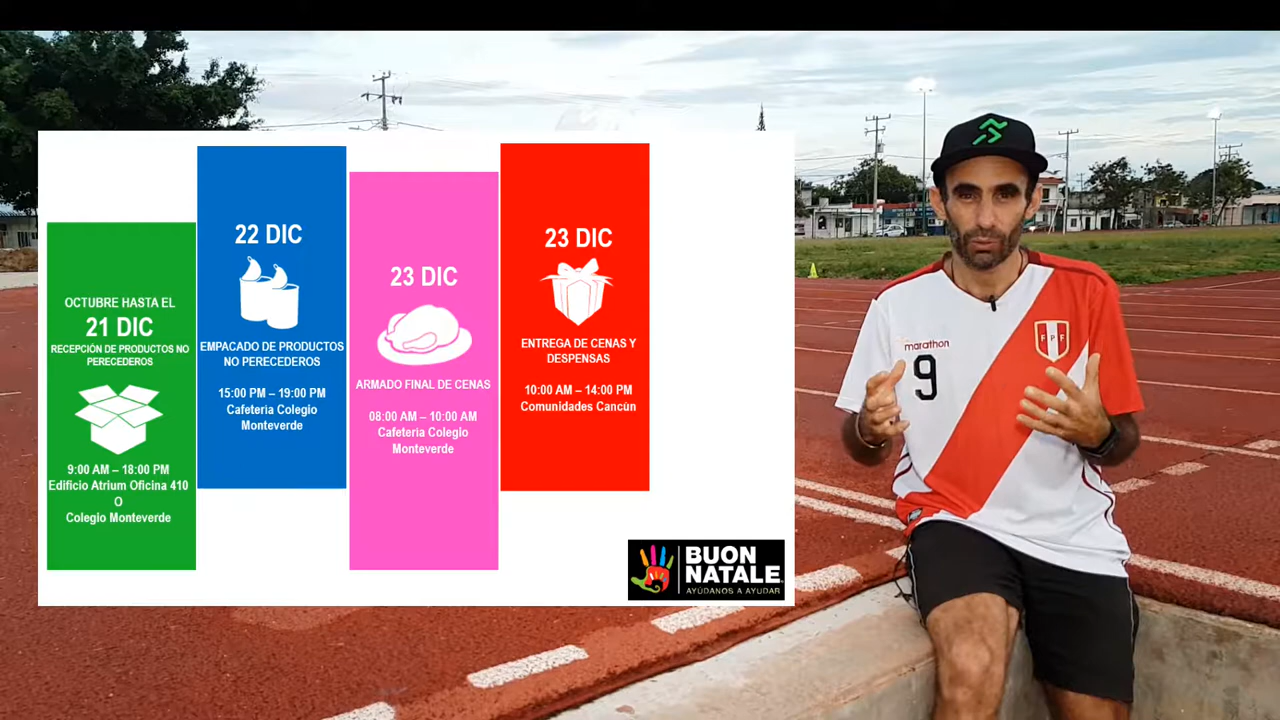 OCTUBRE HASTA EL
21 DIC
RECEPCIÓN DE PRODUCTOS NO
PERECEDEROS
9:00 AM – 18:00 PM
Edificio Atrium Oficina 410
O
Colegio Monteverde
22 DIC
EMPACADO DE PRODUCTOS
NO PERECEDEROS
15:00 PM – 19:00 PM
Cafeteria Colegio
Monteverde
23 DIC
ARMADO FINAL DE CENAS
08:00 AM – 10:00 AM
Cafeteria Colegio
Monteverde
23 DIC
ENTREGA DE CENAS Y
DESPENSAS
10:00 AM – 14:00 PM
Comunidades Cancùn
BUON
NATALE
AYÚDANOS A AYUDAR
marathon
9
FPF